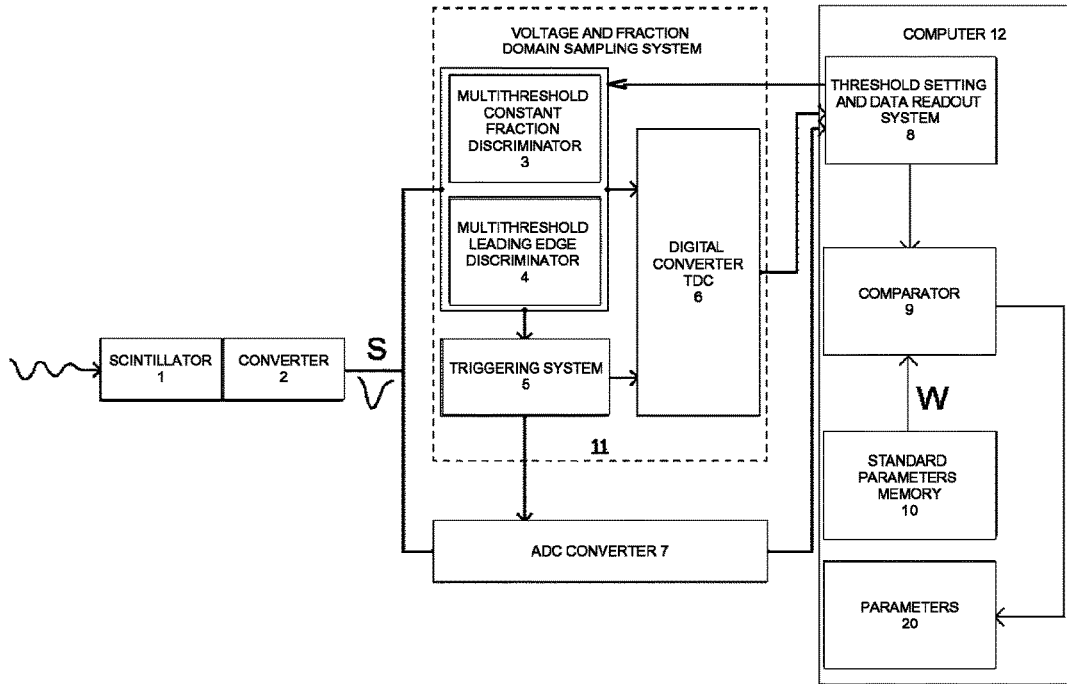 VOLTAGE AND FRACTION
DOMAIN SAMPLING SYSTEM
MULTITHRESHOLD
CONSTANT
FRACTION
DISCRIMINATOR
3
MULTITHRESHOLD
LEADING EDGE
DISCRIMINATOR
4
TRIGGERING SYSTEM
5
DIGITAL
CONVERTER
TDC
6
11
SCINTILLATOR
1
CONVERTER
2
S
ADC CONVERTER 7
COMPUTER 12
THRESHOLD SETTING
AND DATA READOUT
SYSTEM
8
COMPARATOR
9
W
STANDARD
PARAMETERS
MEMORY
10
PARAMETERS
20